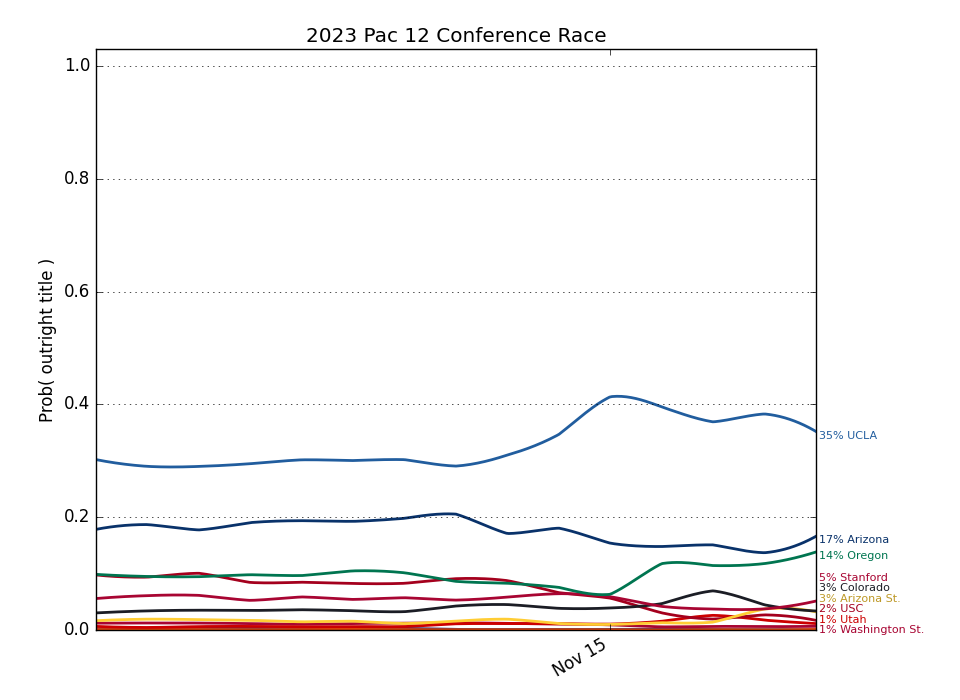 2023 Pac 12 Conference Race
Prob( outright title )
1.0
0.8
0.6
0.4
0.2
0.0
Nov 15
35% UCLA
17% Arizona
14% Oregon
5% Stanford
3% Colorado
3% Arizona St.
2% USC
1% Utah
1% Washington St.